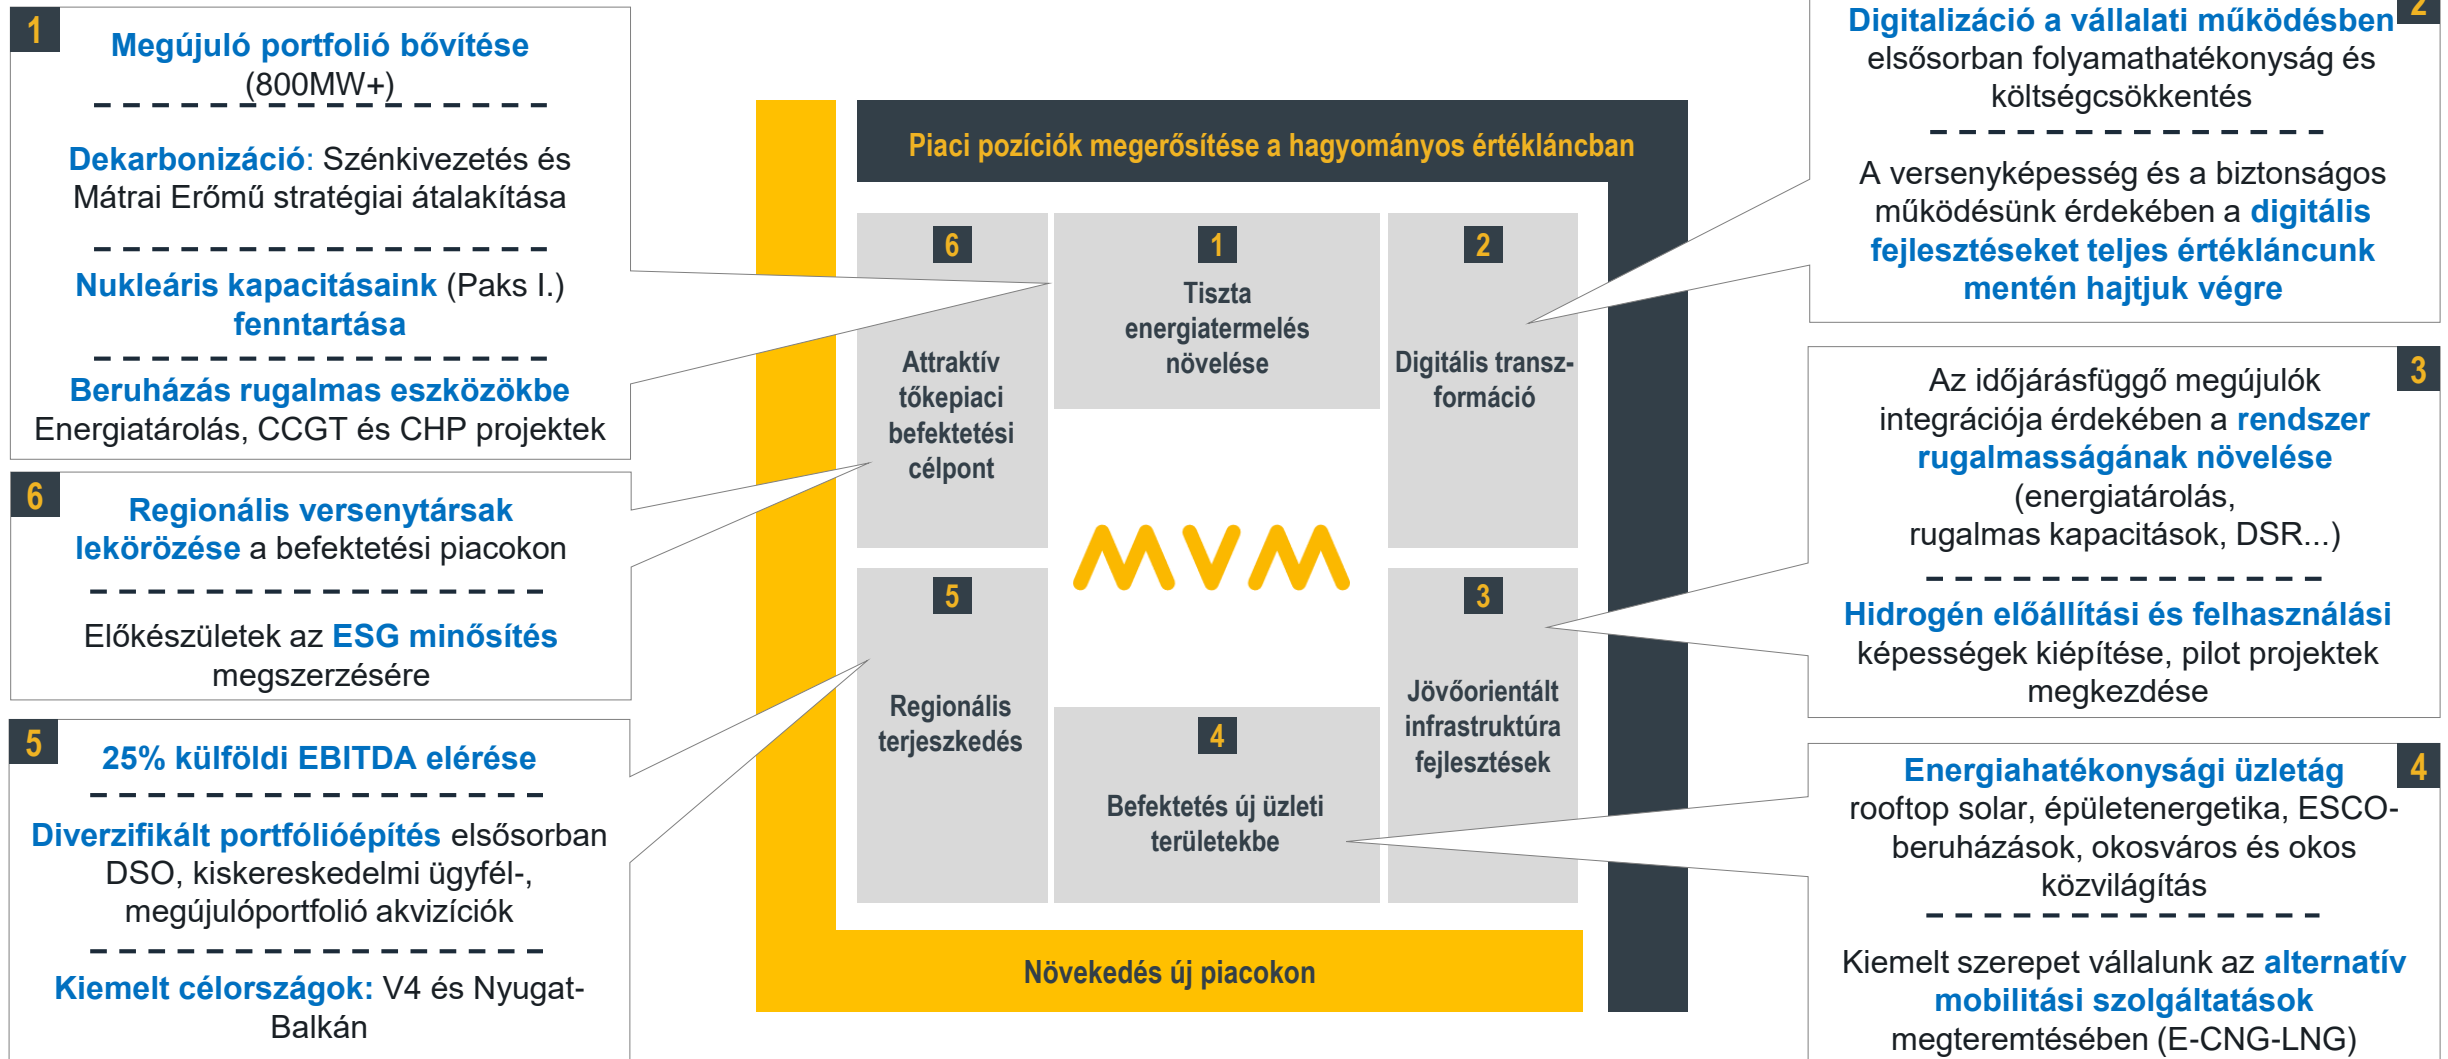 1
Megújuló portfolió bővítése
(800MW+)
Dekarbonizáció: Szénkivezetés és
Mátrai Erőmű stratégiai átalakítása
Nukleáris kapacitásaink (Paks I.)
fenntartása
Beruházás rugalmas eszközökbe
Energiatárolás, CCGT és CHP projektek
6
Regionális versenytársak
lekörözése a befektetési piacokon
Előkészületek az ESG minősítés
megszerzésére
5
25% külföldi EBITDA elérése
Diverzifikált portfólióépítés elsősorban
DSO, kiskereskedelmi ügyfél-,
megújulóportfolió akvizíciók
Kiemelt célországok: V4 és Nyugat-
Balkán
Piaci pozíciók megerősítése a hagyományos értékláncban
6
Attraktív
tőkepiaci
befektetési
célpont
1
Tiszta
energiatermelés
növelése
2
Digitális transz-
formáció
MVM
5
Regionális
terjeszkedés
4
Befektetés új üzleti
területekbe
3
Jövőorientált
infrastruktúra
fejlesztések
Növekedés új piacokon
2
Digitalizáció a vállalati működésben
elsősorban folyamathatékonyság és
költségcsökkentés
A versenyképesség és a biztonságos
működésünk érdekében a digitális
fejlesztéseket teljes értékláncunk
mentén hajtjuk végre
3
Az időjárásfüggő megújulók
integrációja érdekében a rendszer
rugalmasságának növelése
(energiatárolás,
rugalmas kapacitások, DSR...)
Hidrogén előállítási és felhasználási
képességek kiépítése, pilot projektek
megkezdése
4
Energiahatékonysági üzletág
rooftop solar, épületenergetika, ESCO-
beruházások, okosváros és okos
közvilágítás
Kiemelt szerepet vállalunk az alternatív
mobilitási szolgáltatások
megteremtésében (E-CNG-LNG)